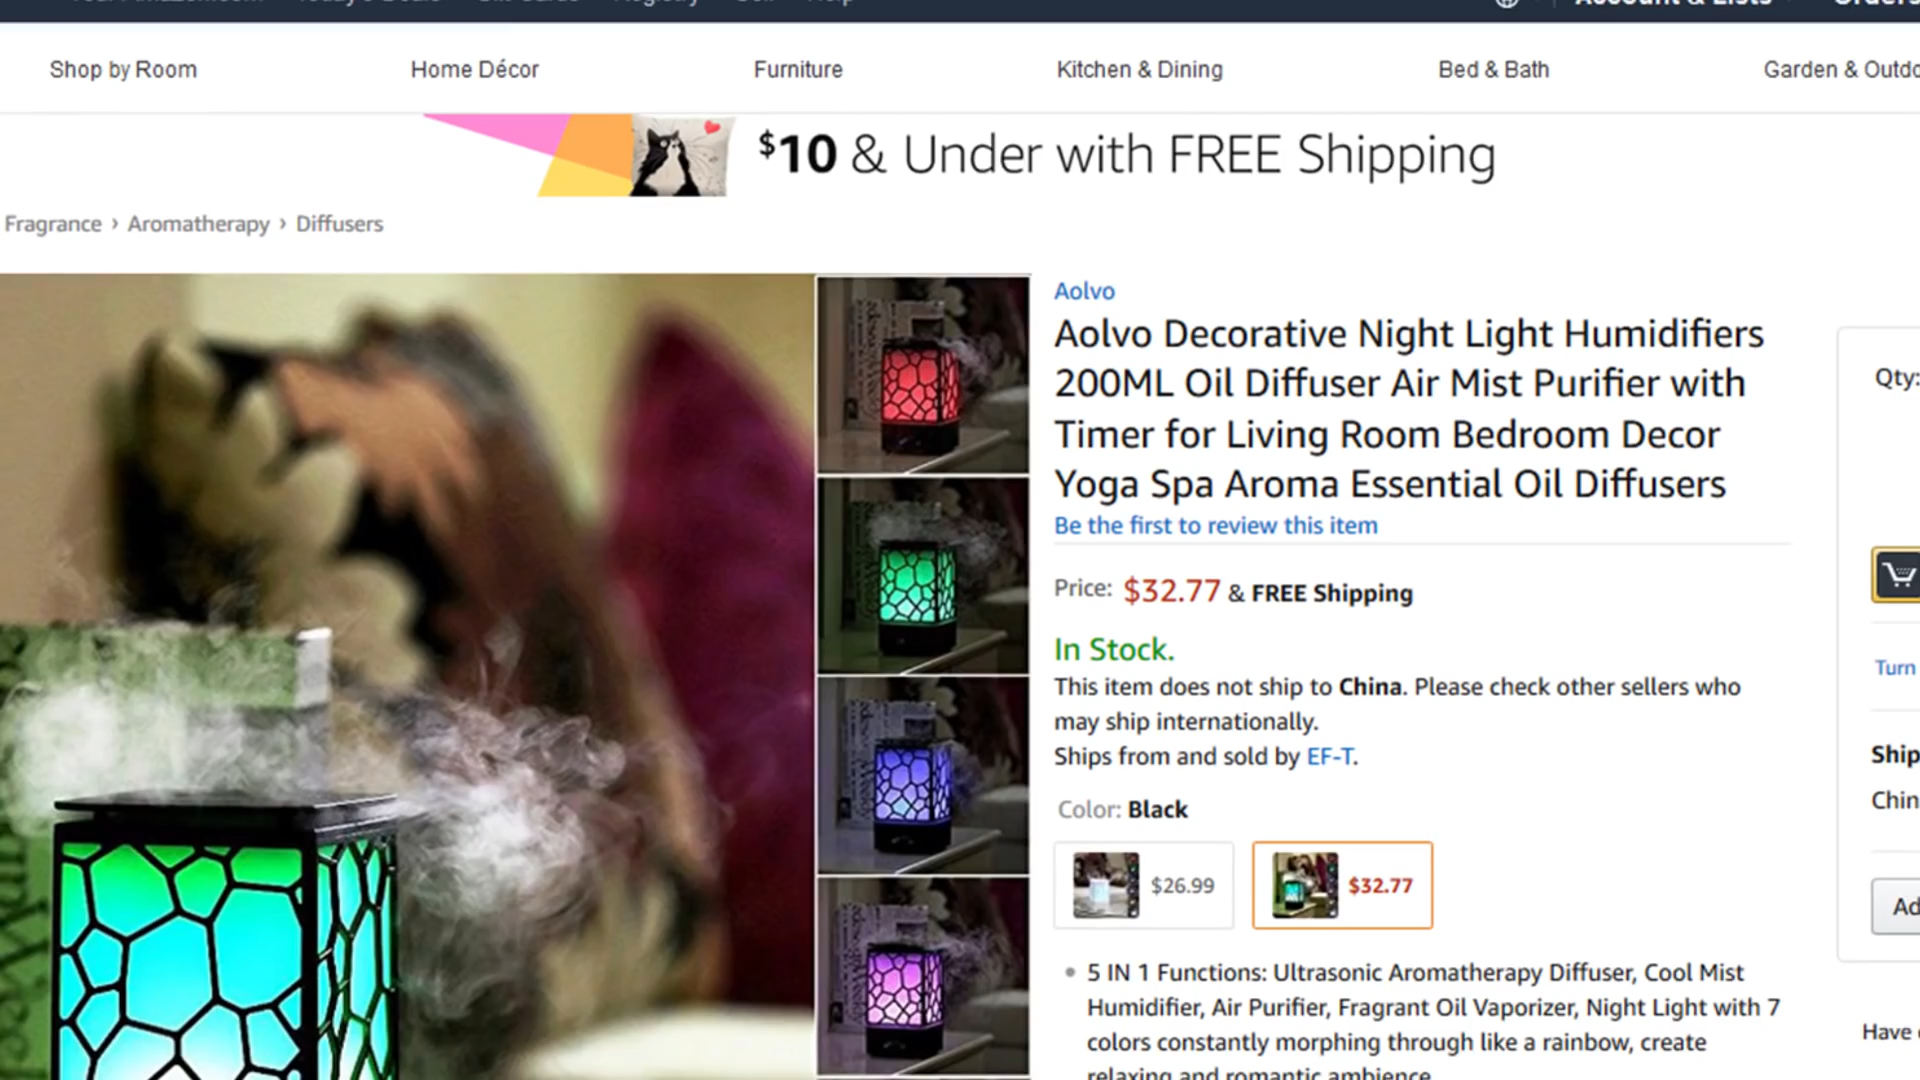 Shop by Room
Home Décor
Furniture
Kitchen & Dining
Bed & Bath
Garden &
$10 & Under with FREE Shipping
Fragrance › Aromatherapy › Diffusers
Aolvo
Aolvo Decorative Night Light Humidifiers
200ML Oil Diffuser Air Mist Purifier with
Timer for Living Room Bedroom Decor
Yoga Spa Aroma Essential Oil Diffusers
Be the first to review this item
Price: $32.77 & FREE Shipping
In Stock.
This item does not ship to China. Please check other sellers who
may ship internationally.
Ships from and sold by EF-T.
Color: Black
$26.99
$32.77
• 5 IN 1 Functions: Ultrasonic Aromatherapy Diffuser, Cool Mist
Humidifier, Air Purifier, Fragrant Oil Vaporizer, Night Light with 7
colors constantly morphing through like a rainbow, create
relaxing and romantic ambience
Qty:
Turn
Ship
Chin
Ad
Have